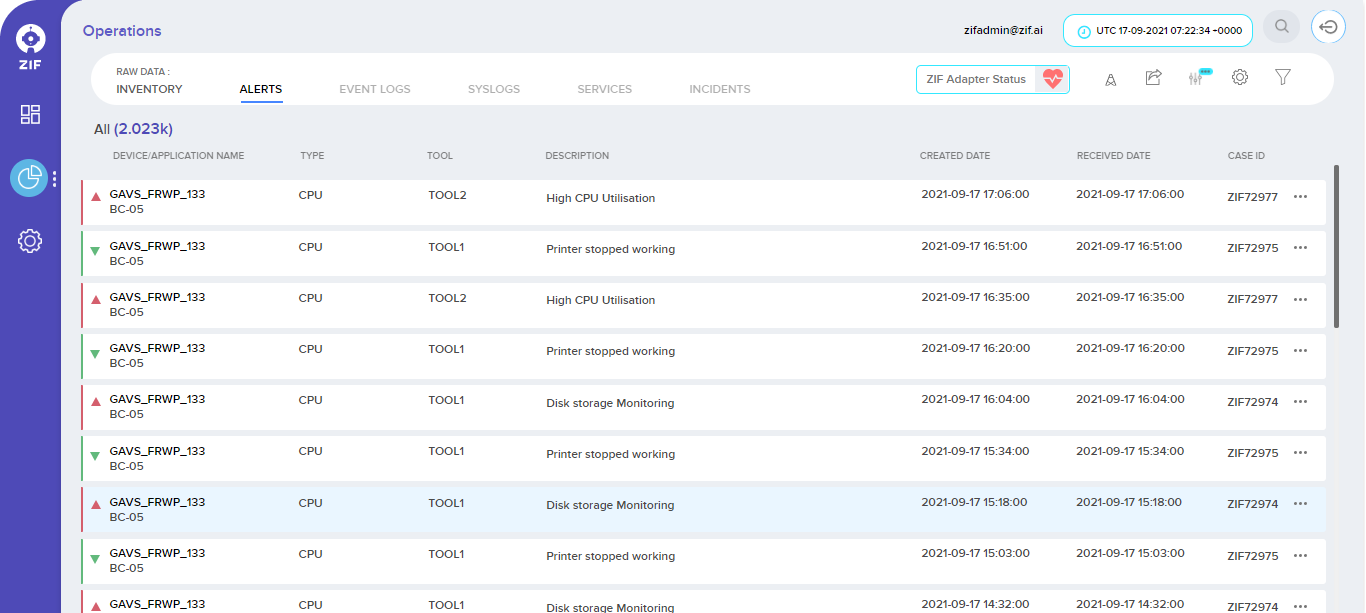 Operations
zifadmin@zif.ai
UTC 17-09-2021 07:22:34 +0000
ZIF
RAW DATA :
INVENTORY
ALERTS
EVENT LOGS
SYSLOGS
SERVICES
INCIDENTS
ZIF Adapter Status
All (2.023k)
DEVICE/APPLICATION NAME TYPE TOOL DESCRIPTION CREATED DATE RECEIVED DATE CASE ID
GAVS_FRWP_133 CPU TOOL2 High CPU Utilisation 2021-09-17 17:06:00 2021-09-17 17:06:00 ZIF72977
BC-05
GAVS_FRWP_133 CPU TOOL1 Printer stopped working 2021-09-17 16:51:00 2021-09-17 16:51:00 ZIF72975
BC-05
GAVS_FRWP_133 CPU TOOL2 High CPU Utilisation 2021-09-17 16:35:00 2021-09-17 16:35:00 ZIF72977
BC-05
GAVS_FRWP_133 CPU TOOL1 Printer stopped working 2021-09-17 16:20:00 2021-09-17 16:20:00 ZIF72975
BC-05
GAVS_FRWP_133 CPU TOOL1 Disk storage Monitoring 2021-09-17 16:04:00 2021-09-17 16:04:00 ZIF72974
BC-05
GAVS_FRWP_133 CPU TOOL1 Printer stopped working 2021-09-17 15:34:00 2021-09-17 15:34:00 ZIF72975
BC-05
GAVS_FRWP_133 CPU TOOL1 Disk storage Monitoring 2021-09-17 15:18:00 2021-09-17 15:18:00 ZIF72974
BC-05
GAVS_FRWP_133 CPU TOOL1 Printer stopped working 2021-09-17 15:03:00 2021-09-17 15:03:00 ZIF72975
BC-05
GAVS_FRWP_133 CPU TOOL1 Disk storage Monitoring 2021-09-17 14:32:00 2021-09-17 14:32:00 ZIF72974